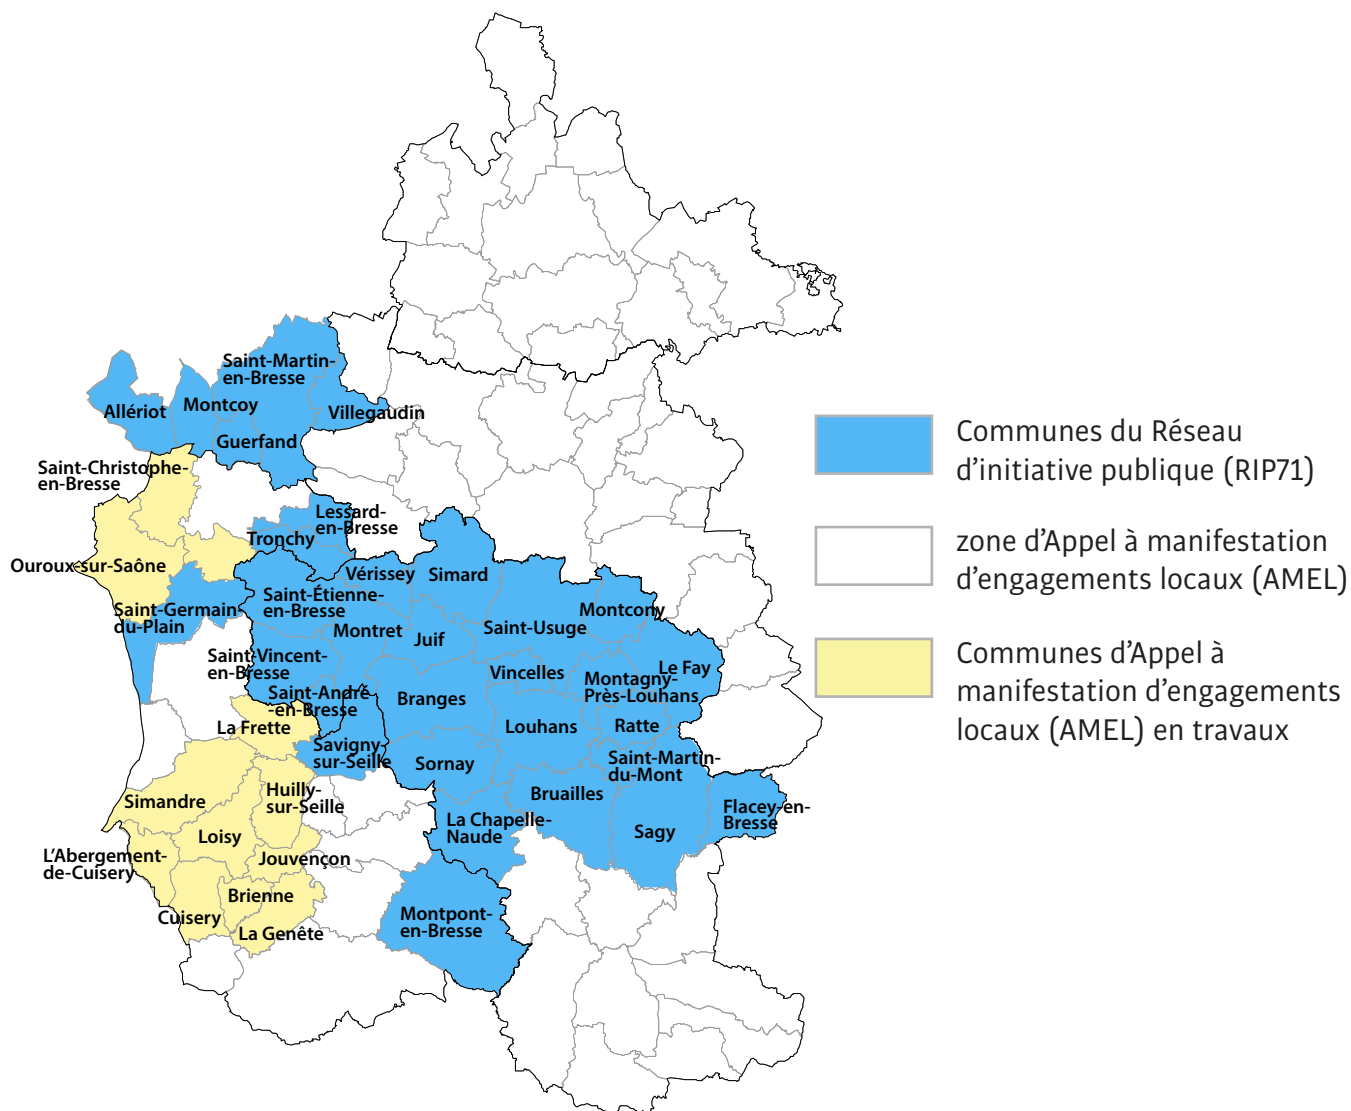 Saint-Martin-
en-Bresse
Allériot
Montcoy
Villegaudin
Guerfand
Saint-Christophe-
en-Bresse
Lessard-
en-Bresse
Tronchy
Ouroux-sur-Saône
Vérissey
Simard
Saint-Étienne-
en-Bresse
Saint-Germain-
du-Plain
Montcony
Montret
Juif
Saint-Usuge
Saint-Vincent-
en-Bresse
Vincelles
Le Fay
Montagny-
Près-Louhans
Saint-André
-en-Bresse
Branges
La Frette
Louhans
Ratte
Savigny-
sur-Seille
Sornay
Saint-Martin-
du-Mont
Simandre
Huilly-
sur-Seille
Bruailles
Flacey-en-
Bresse
La Chapelle-
Naude
Sagy
Loisy
L'Abergement-
de-Cuisery
Jouvençon
Brienne
Cuisery
La Genête
Montpont-
en-Bresse
Communes du Réseau
d'initiative publique (RIP71)
zone d'Appel à manifestation
d'engagements locaux (AMEL)
Communes d'Appel à
manifestation d'engagements
locaux (AMEL) en travaux